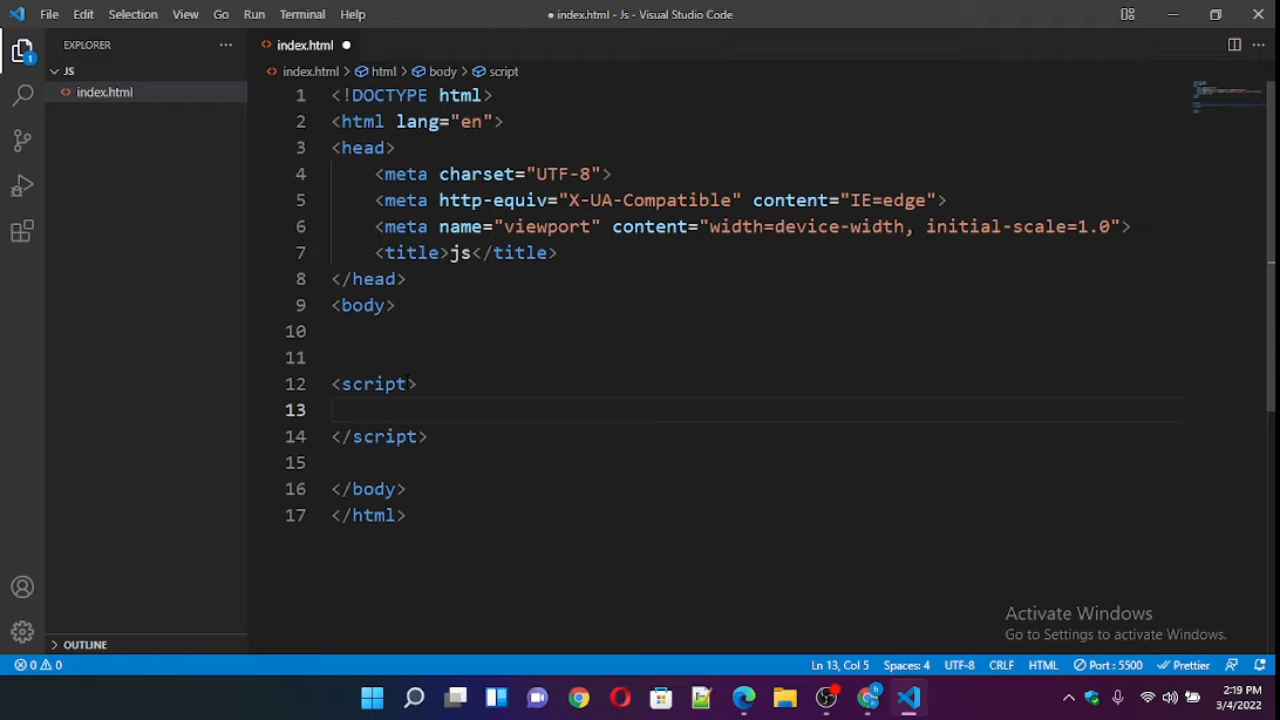 File Edit Selection View Go Run Terminal Help
● index.html - Js - Visual Studio Code
EXPLORER
JS
index.html
1
index.html
index.html > html > body > script
1 <!DOCTYPE html>
2 <html lang="en">
3 <head>
4 <meta charset="UTF-8">
5 <meta http-equiv="X-UA-Compatible" content="IE=edge">
6 <meta name="viewport" content="width=device-width, initial-scale=1.0">
7 <title>js</title>
8 </head>
9 <body>
10
11
12 <script>
13
14 </script>
15
16 </body>
17 </html>
Activate Windows
Go to Settings to activate Windows.
OUTLINE
0 0
Ln 13, Col 5 Spaces: 4 UTF-8 CRLF HTML Port : 5500 Prettier
2:19 PM
3/4/2022